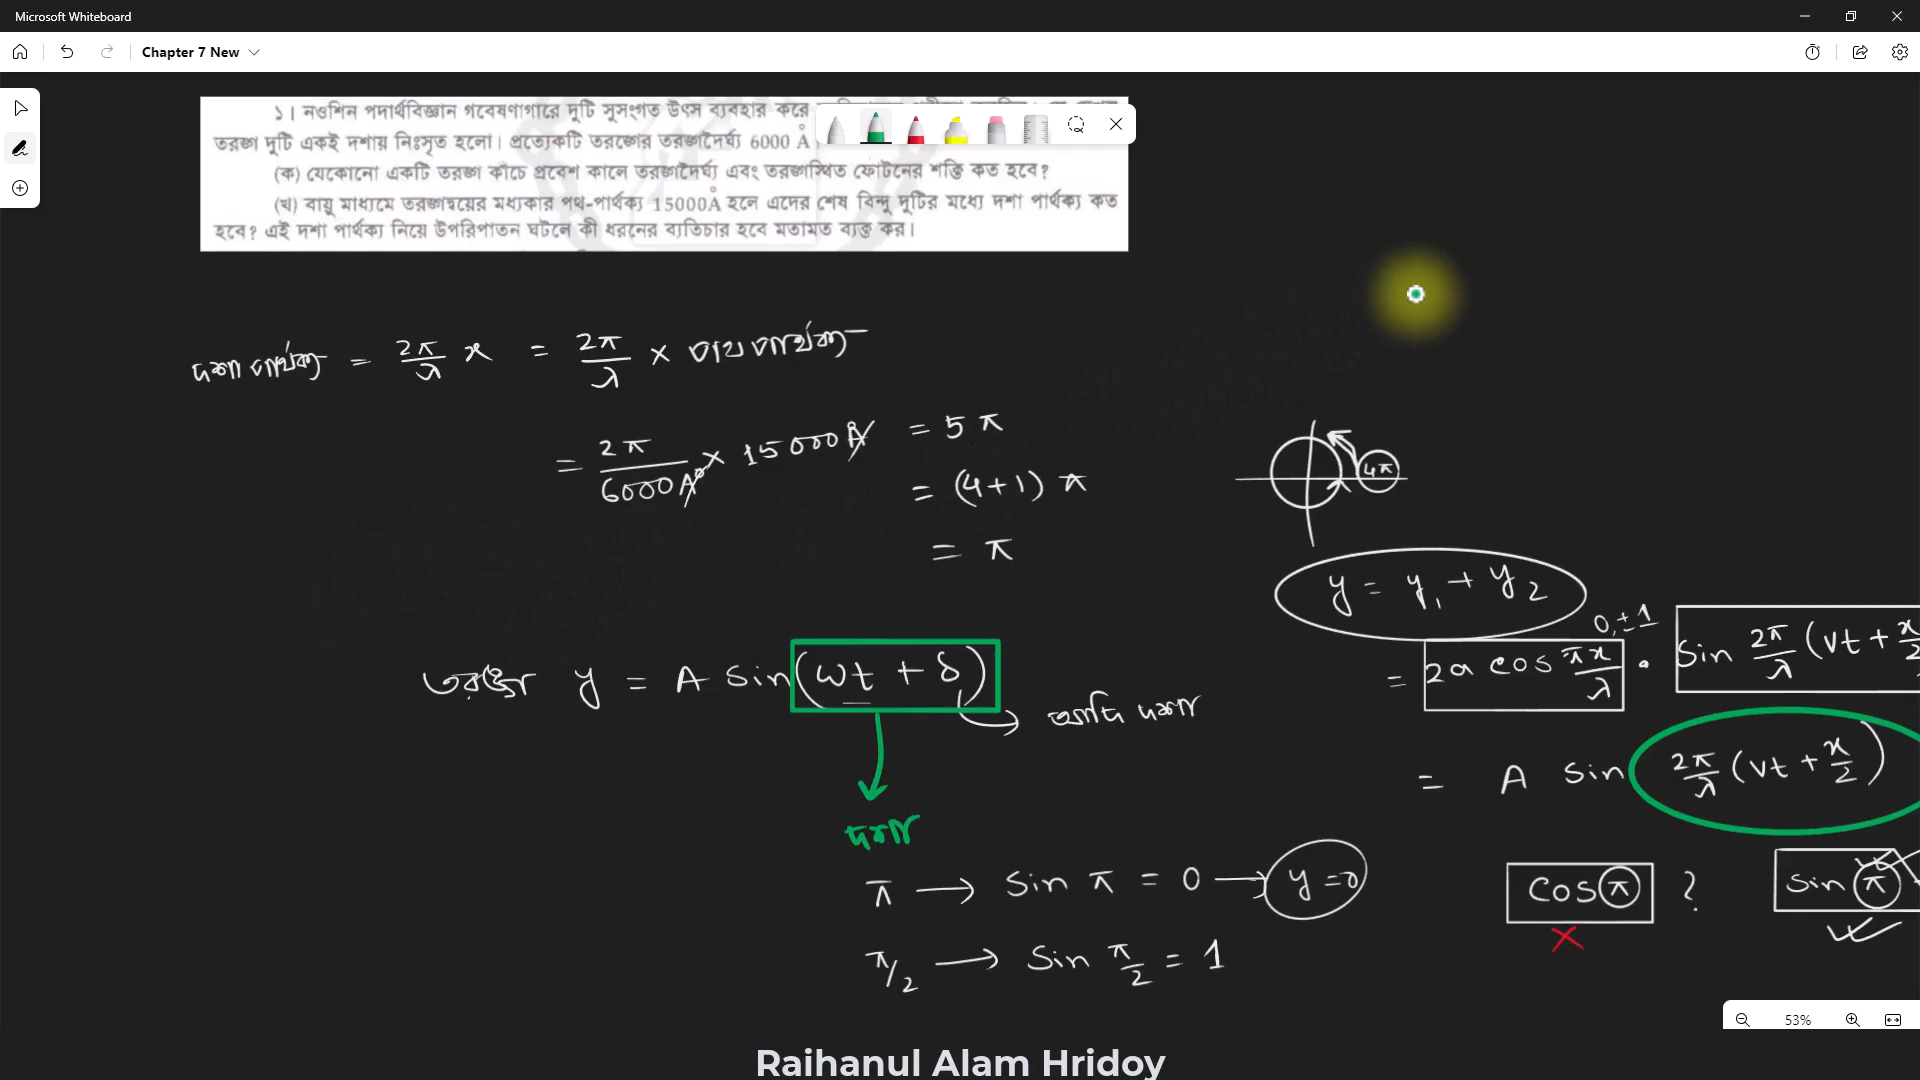 Microsoft Whiteboard
Chapter 7 New
১। নওশিন পদার্থবিজ্ঞান গবেষণাগারে দুটি সুসংগত উৎস ব্যবহার করে
তরঙ্গ দুটি একই দশায় নিঃসৃত হলো। প্রত্যেকটি তরঙ্গের তরঙ্গদৈর্ঘ্য 6000 Å
(ক) যেকোনো একটি তরঙ্গ কাঁচে প্রবেশ কালে তরঙ্গদৈর্ঘ্য এবং তরঙ্গস্থিত ফোটনের শক্তি কত হবে?
(খ) বায়ু মাধ্যমে তরঙ্গদ্বয়ের মধ্যকার পথ-পার্থক্য 15000Å হলে এদের শেষ বিন্দু দুটির মধ্যে দশা পার্থক্য কত
হবে? এই দশা পার্থক্য নিয়ে উপরিপাতন ঘটলে কী ধরনের ব্যতিচার হবে মতামত ব্যক্ত কর।
দশা পার্থক্য = 2π/λ x = 2π/λ × পথ পার্থক্য
= 2π/6000A° × 15000A° = 5π
= (4+1) π
= π
4π
y = y₁ + y₂
= 2a cos πx/λ · sin 2π/λ (vt + x/2
0, ±1
তরঙ্গ y = A sin (ωt + δ)
আদি দশা
= A sin 2π/λ (vt + x/2)
দশা
π → sin π = 0 → y = 0
cos π ? sin π
π/2 → sin π/2 = 1
53%
Raihanul Alam Hridoy